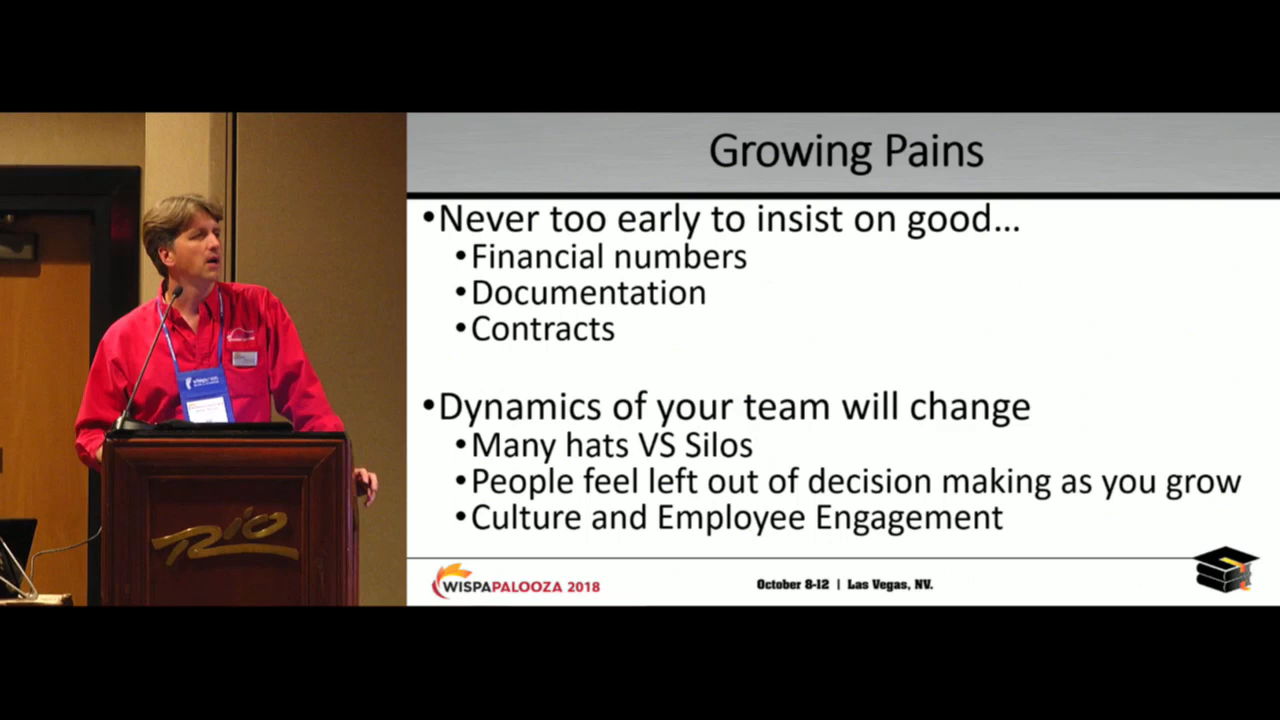 Growing Pains
•Never too early to insist on good...
•Financial numbers
•Documentation
•Contracts
•Dynamics of your team will change
•Many hats VS Silos
•People feel left out of decision making as you grow
•Culture and Employee Engagement
WISPAPALOOZA 2018
October 8-12 | Las Vegas, NV.
RIO